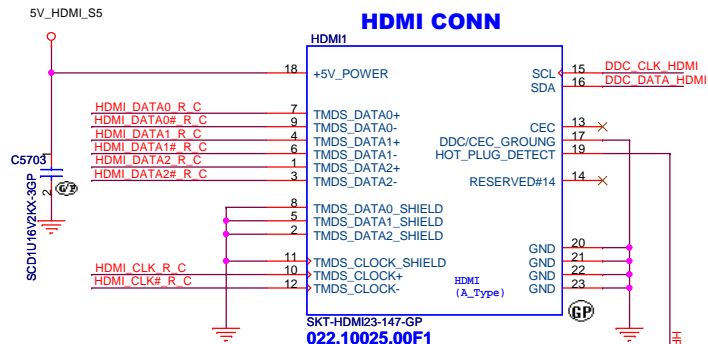 5V_HDMI_S5
HDMI CONN
HDMI1
18
+5V_POWER
SCL
15
DDC_CLK_HDMI
SDA
16
DDC_DATA_HDMI
HDMI_DATA0_R_C
7
TMDS_DATA0+
HDMI_DATA0#_R_C
9
TMDS_DATA0-
CEC
13
HDMI_DATA1_R_C
4
TMDS_DATA1+
DDC/CEC_GROUNG
17
HDMI_DATA1#_R_C
6
TMDS_DATA1-
HOT_PLUG_DETECT
19
HDMI_DATA2_R_C
1
TMDS_DATA2+
HDMI_DATA2#_R_C
3
TMDS_DATA2-
RESERVED#14
14
C5703
1
2
G/P
SCD1U16V2KX-3GP
8
TMDS_DATA0_SHIELD
5
TMDS_DATA1_SHIELD
2
TMDS_DATA2_SHIELD
GND
20
11
TMDS_CLOCK_SHIELD
GND
21
HDMI_CLK_R_C
10
TMDS_CLOCK+
GND
22
HDMI_CLK#_R_C
12
TMDS_CLOCK-
GND
23
HDMI
(A_Type)
GP
SKT-HDMI23-147-GP
022.10025.00F1